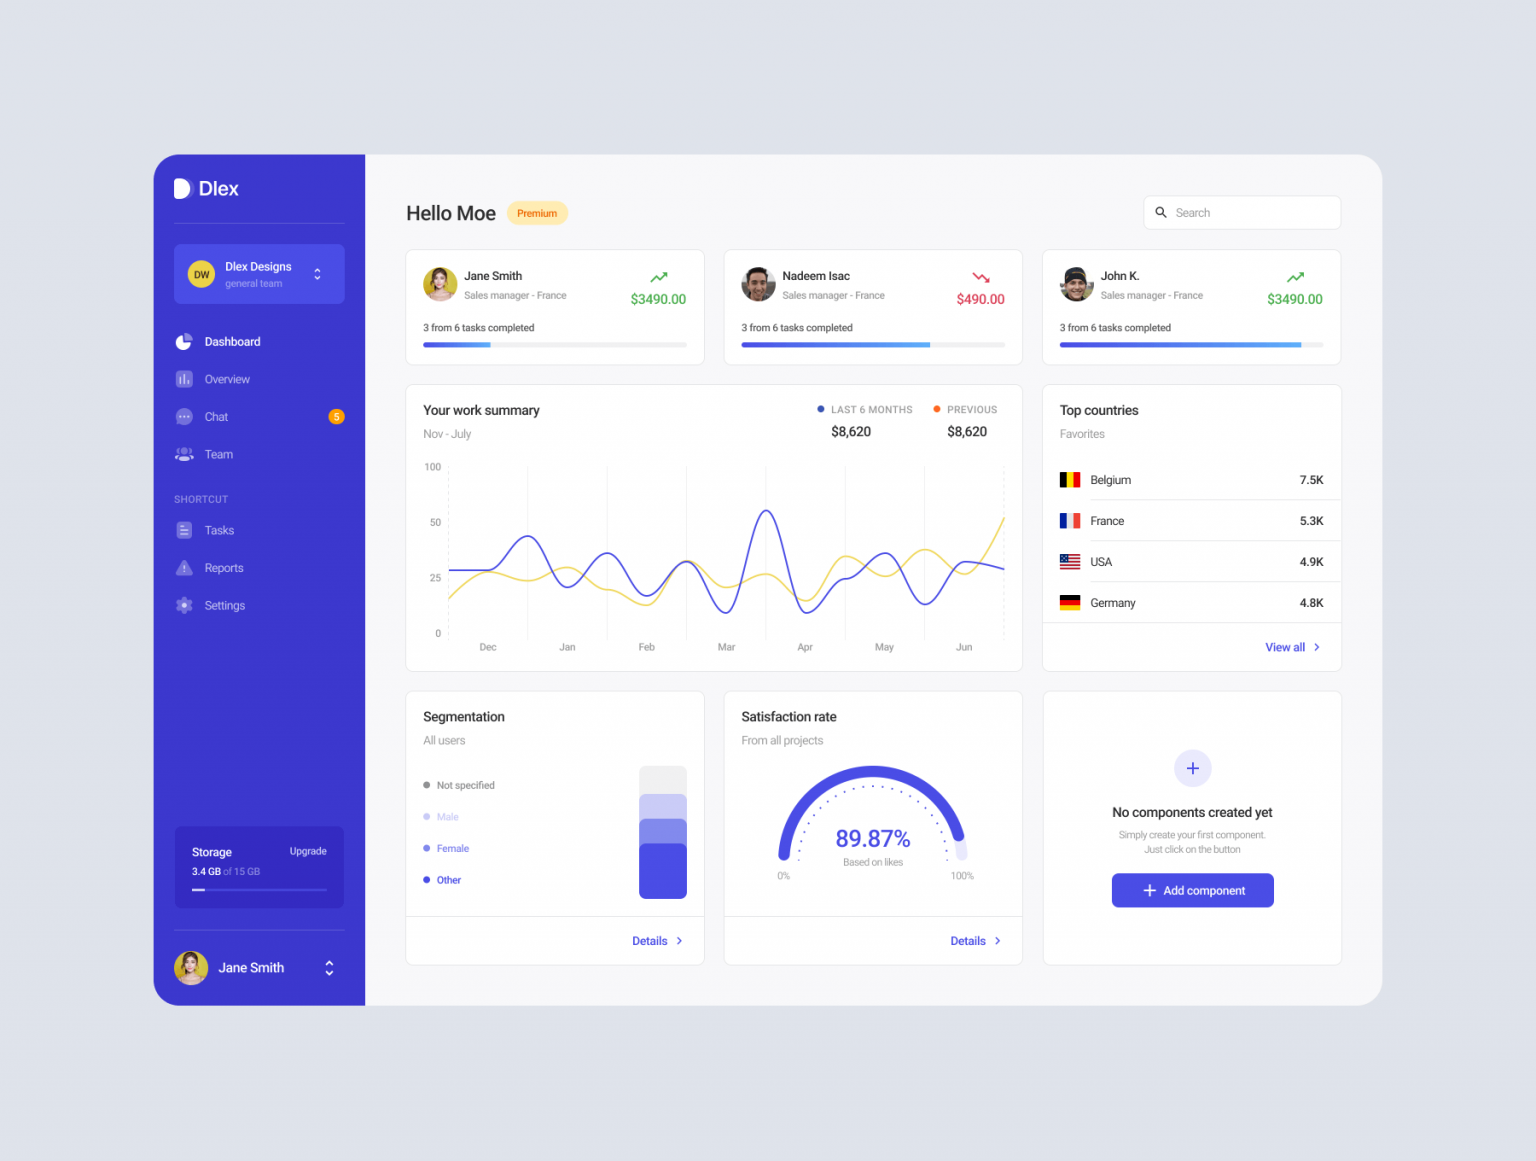 Dlex
DW
Dlex Designs
general team
Dashboard
Overview
Chat
5
Team
SHORTCUT
Tasks
Reports
Settings
Storage
Upgrade
3.4 GB of 15 GB
Jane Smith
Hello Moe
Premium
Search
Jane Smith
Sales manager - France
$3490.00
3 from 6 tasks completed
Nadeem Isac
Sales manager - France
$490.00
3 from 6 tasks completed
John K.
Sales manager - France
$3490.00
3 from 6 tasks completed
Your work summary
Nov - July
LAST 6 MONTHS
$8,620
PREVIOUS
$8,620
100
50
25
0
Dec
Jan
Feb
Mar
Apr
May
Jun
Top countries
Favorites
Belgium
7.5K
France
5.3K
USA
4.9K
Germany
4.8K
View all
Segmentation
All users
Not specified
Male
Female
Other
Details
Satisfaction rate
From all projects
89.87%
Based on likes
0%
100%
Details
No components created yet
Simply create your first component.
Just click on the button
Add component